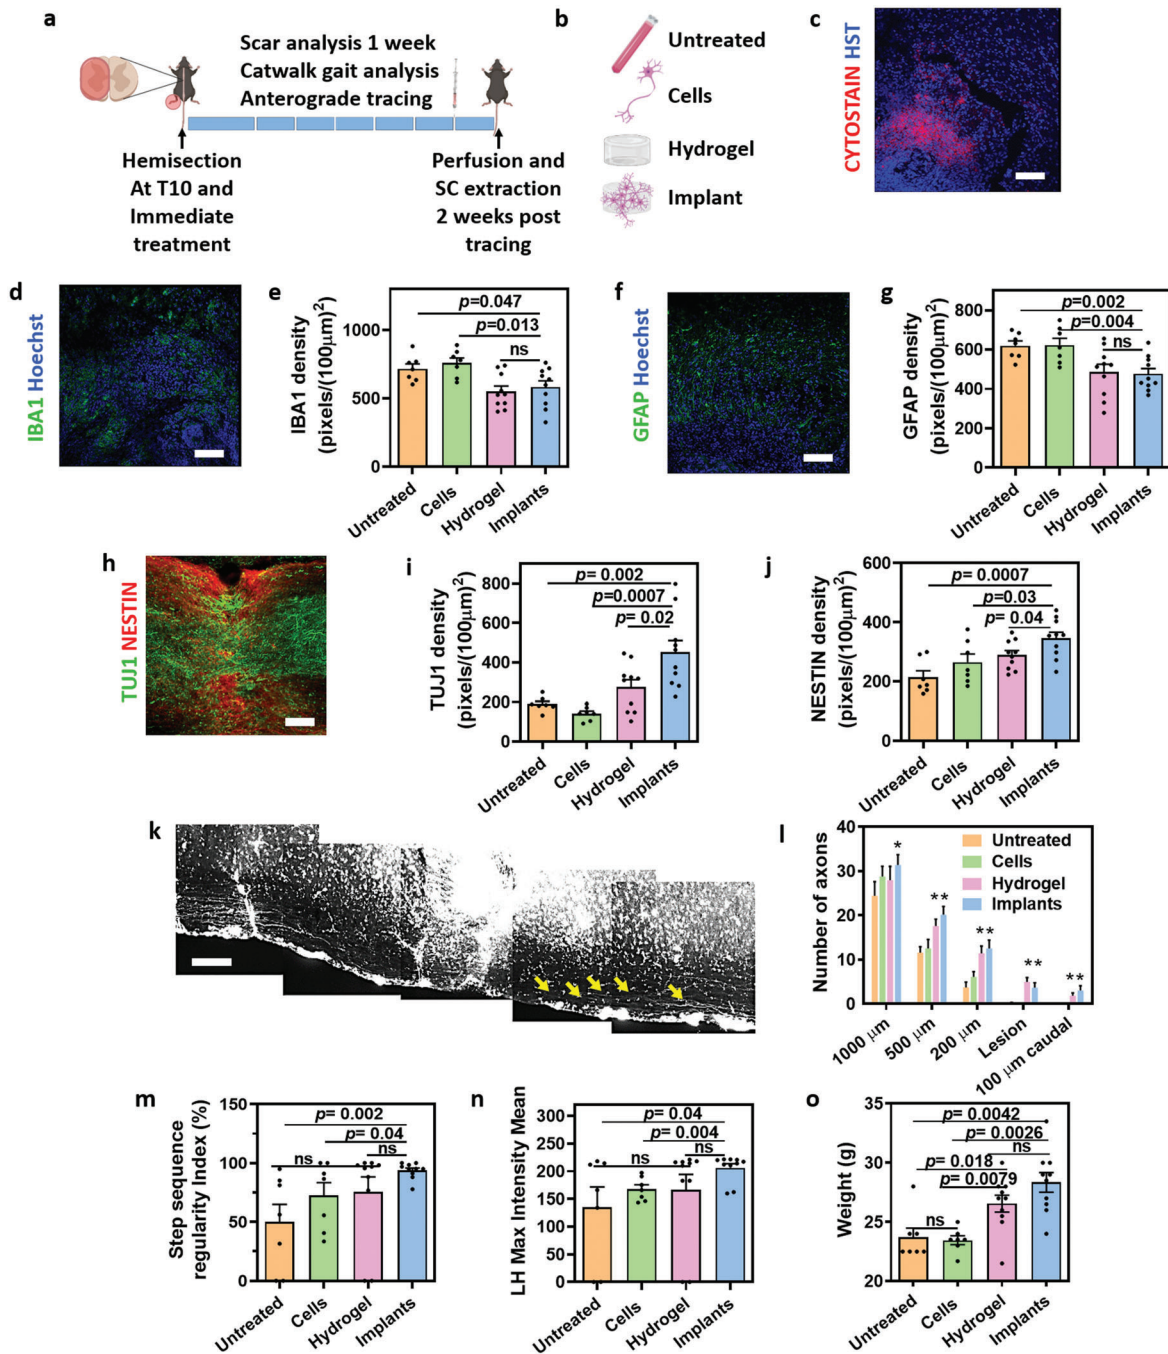 a
Scar analysis 1 week
Catwalk gait analysis
Anterograde tracing
Hemisection
At T10 and
Immediate
treatment
Perfusion and
SC extraction
2 weeks post
tracing
b
Untreated
Cells
Hydrogel
Implant
c
CYTOSTAIN HST
d
IBA1 Hoechst
e
IBA1 density
(pixels/(100μm)²)
1000
500
0
p=0.047
p=0.013
ns
Untreated
Cells
Hydrogel
Implants
f
GFAP Hoechst
g
GFAP density
(pixels/(100μm)²)
800
600
400
200
0
p=0.002
p=0.004
ns
Untreated
Cells
Hydrogel
Implants
h
TUJ1 NESTIN
i
TUJ1 density
(pixels/(100μm)²)
800
600
400
200
0
p= 0.002
p=0.0007
p= 0.02
Untreated
Cells
Hydrogel
Implants
j
NESTIN density
(pixels/(100μm)²)
600
400
200
0
p= 0.0007
p=0.03
p= 0.04
Untreated
Cells
Hydrogel
Implants
k
l
Number of axons
40
30
20
10
0
Untreated
Cells
Hydrogel
Implants
*
**
**
**
**
1000 μm
500 μm
200 μm
Lesion
100 μm caudal
m
Step sequence
regularity Index (%)
150
100
50
0
p= 0.002
p= 0.04
ns
ns
Untreated
Cells
Hydrogel
Implants
n
LH Max Intensity Mean
300
250
200
150
100
50
0
p= 0.04
p= 0.004
ns
ns
Untreated
Cells
Hydrogel
Implants
o
Weight (g)
35
30
25
20
p= 0.0042
p= 0.0026
ns
p= 0.018
p= 0.0079
ns
Untreated
Cells
Hydrogel
Implants